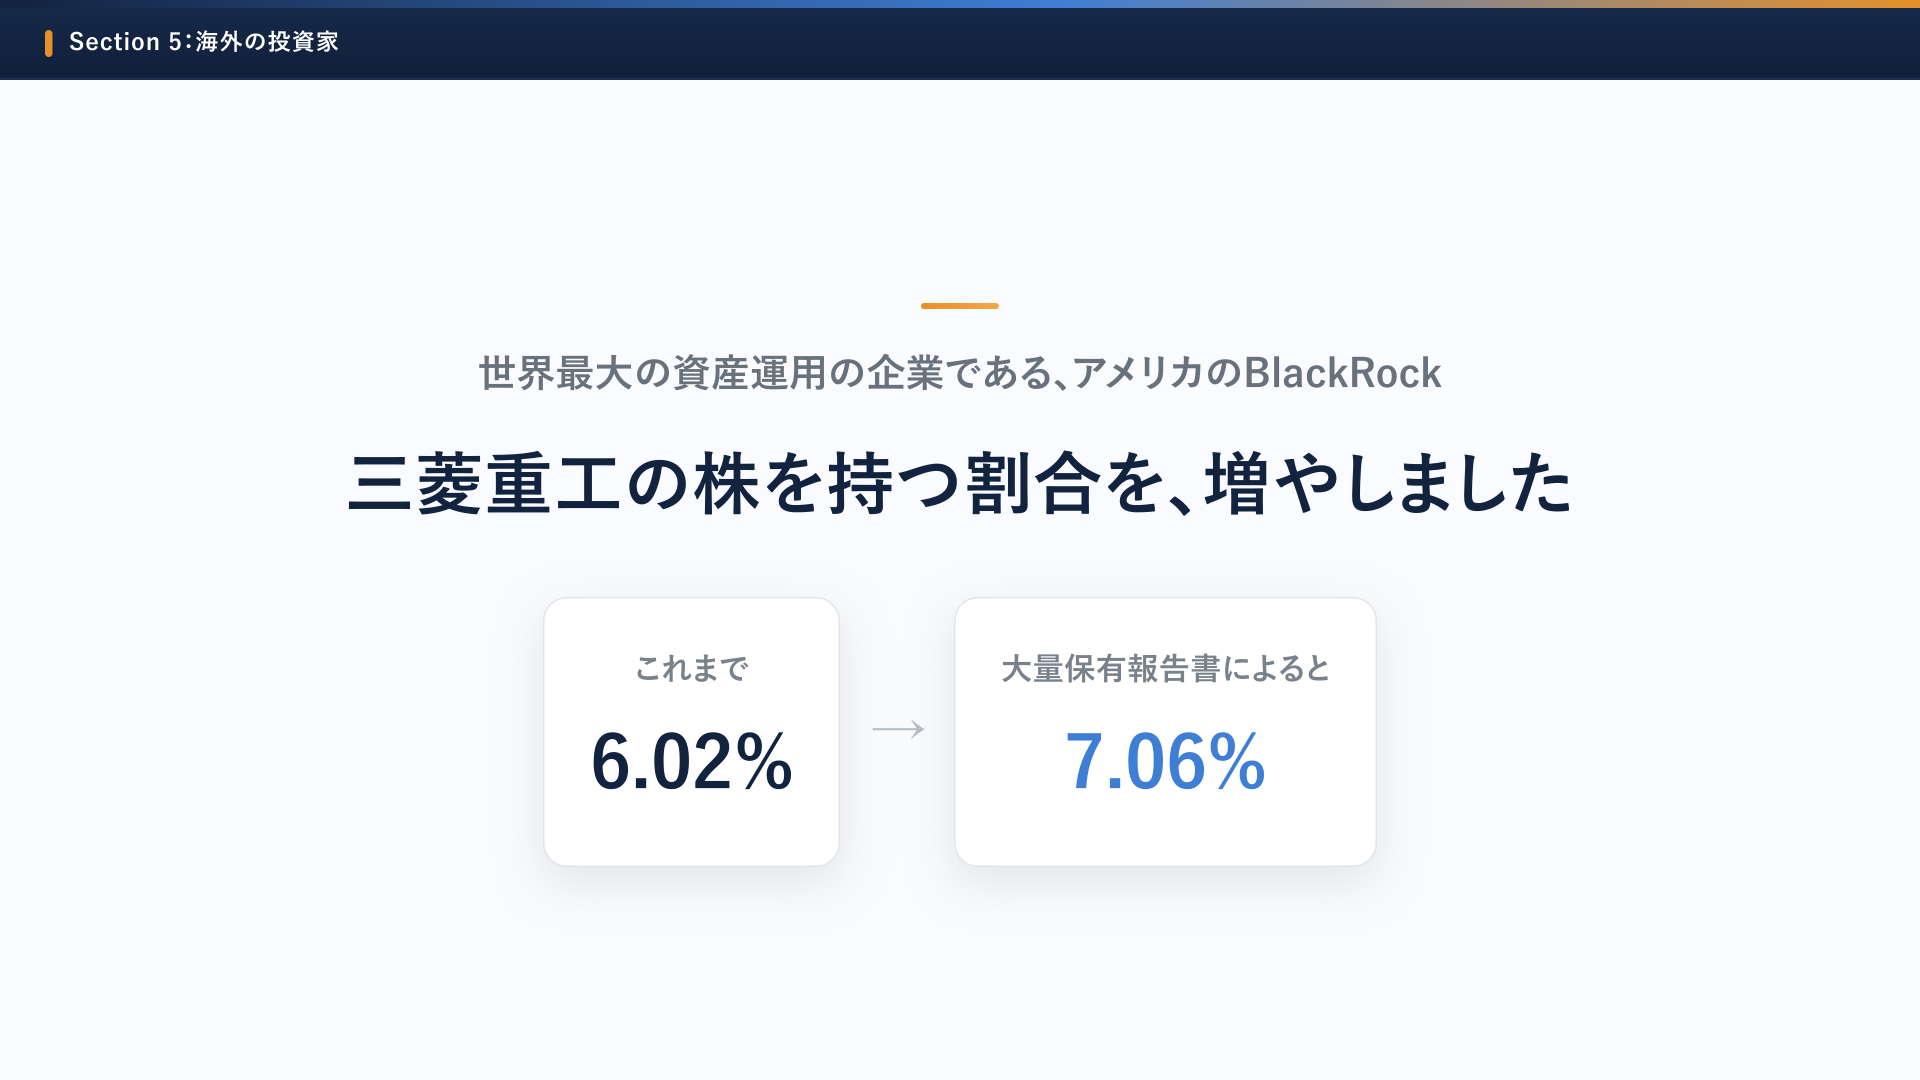 Section 5：海外の投資家
世界最大の資産運用の企業である、アメリカのBlackRock
三菱重工の株を持つ割合を、増やしました
これまで
6.02%
→
大量保有報告書によると
7.06%